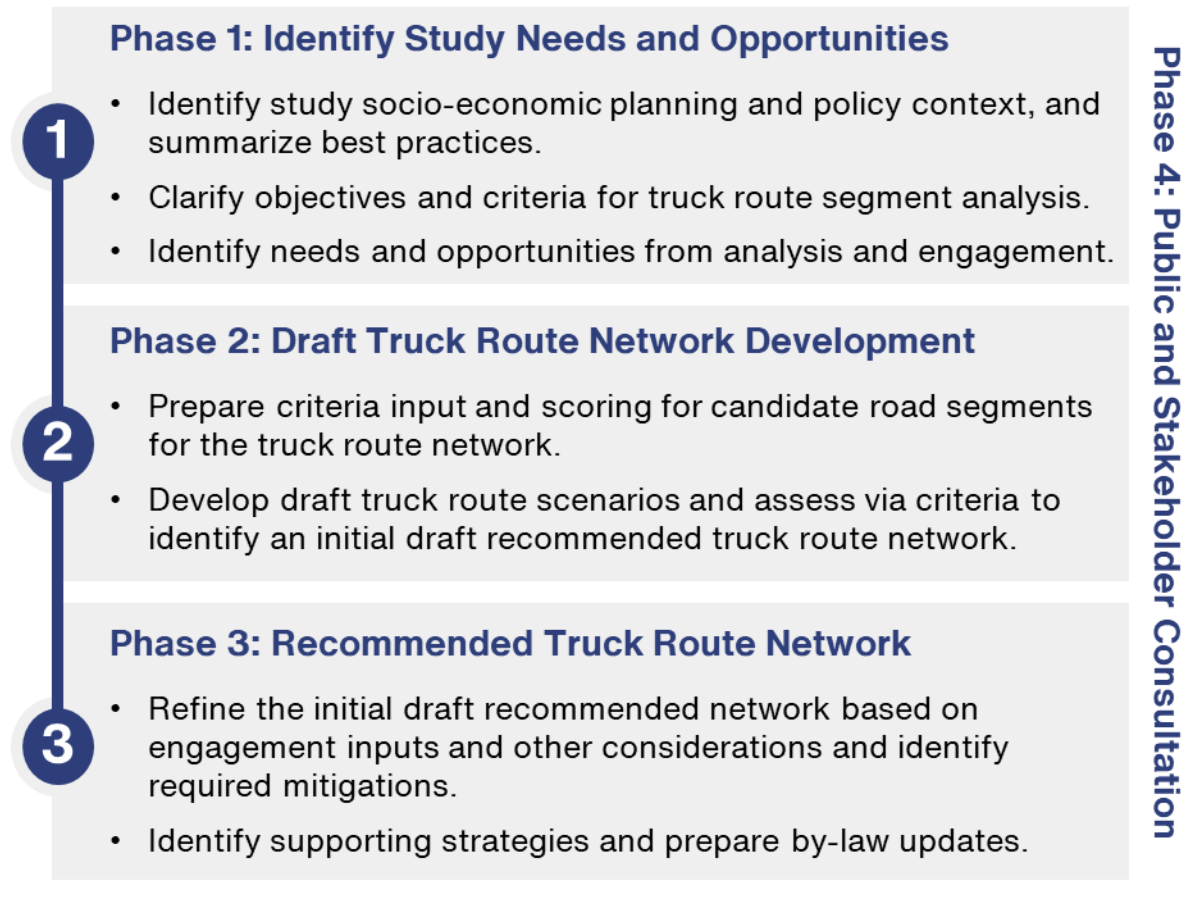 Phase 1: Identify Study Needs and Opportunities
• Identify study socio-economic planning and policy context, and
summarize best practices.
• Clarify objectives and criteria for truck route segment analysis.
• Identify needs and opportunities from analysis and engagement.
1
Phase 2: Draft Truck Route Network Development
• Prepare criteria input and scoring for candidate road segments
for the truck route network.
• Develop draft truck route scenarios and assess via criteria to
identify an initial draft recommended truck route network.
2
Phase 3: Recommended Truck Route Network
• Refine the initial draft recommended network based on
engagement inputs and other considerations and identify
required mitigations.
• Identify supporting strategies and prepare by-law updates.
3
Phase 4: Public and Stakeholder Consultation